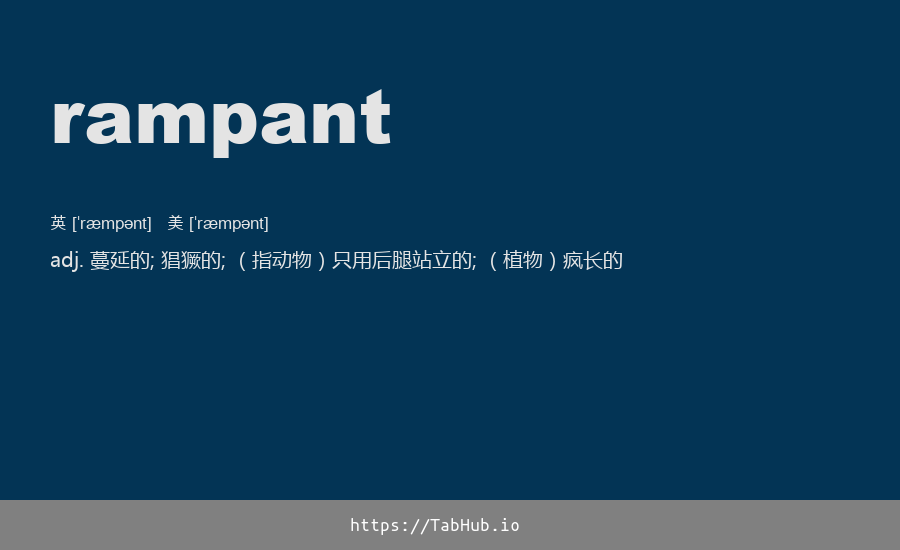 rampant
英 [ˈræmpənt] 美 [ˈræmpənt]
adj. 蔓延的; 猖獗的; （指动物）只用后腿站立的; （植物）疯长的
https://TabHub.io